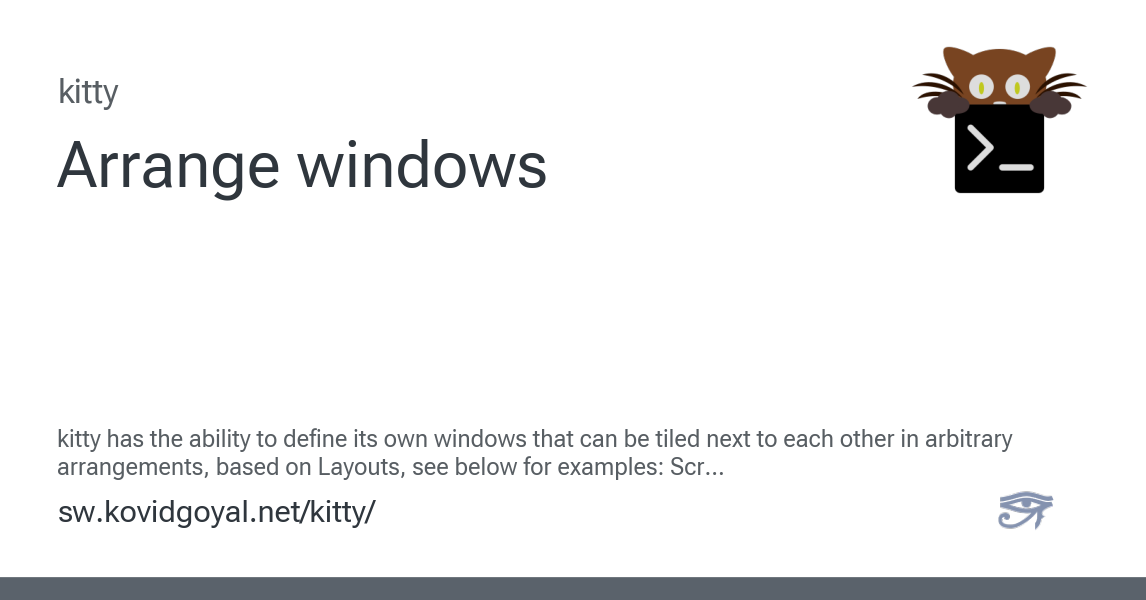 kitty
Arrange windows
kitty has the ability to define its own windows that can be tiled next to each other in arbitrary
arrangements, based on Layouts, see below for examples: Scr...
sw.kovidgoyal.net/kitty/